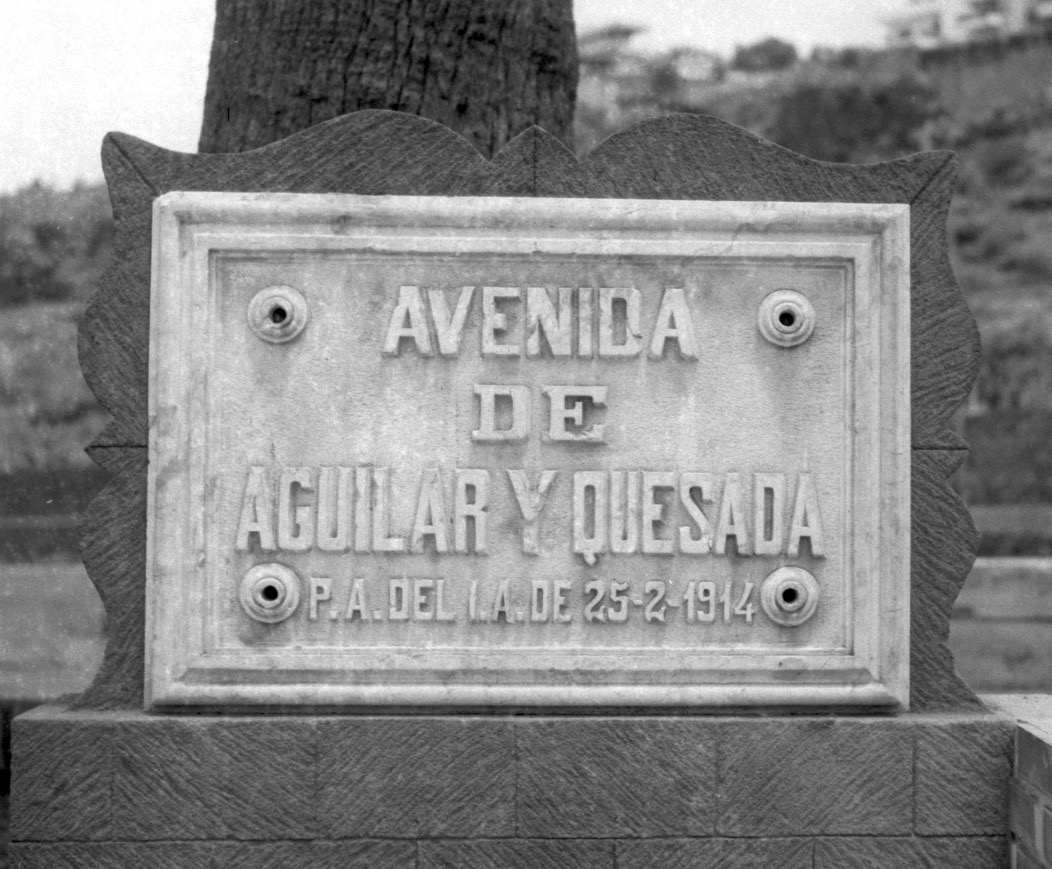 AVENIDA
DE
AGUILAR Y QUESADA
P.A. DEL I.A. DE 25-2-1914